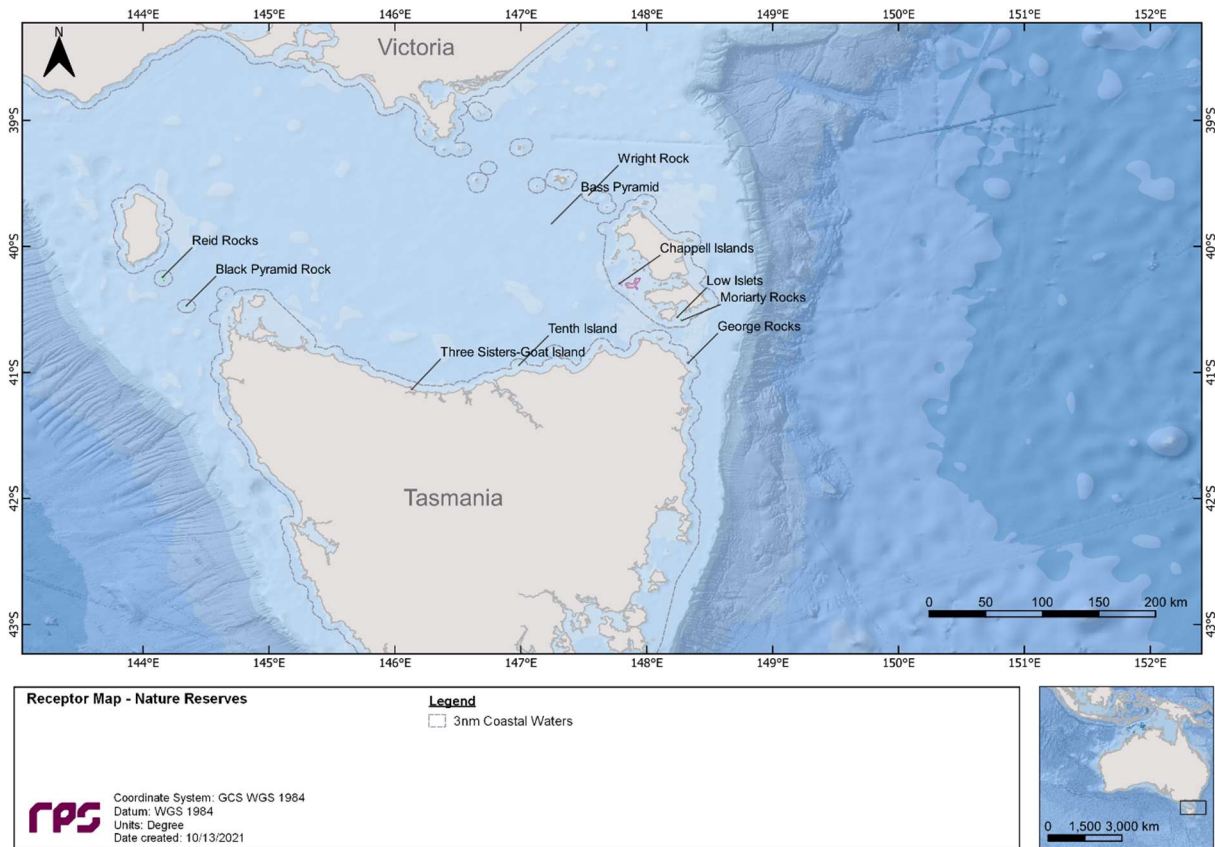 144°E 145°E 146°E 147°E 148°E 149°E 150°E 151°E 152°E
N
Victoria
39°S 39°S
Wright Rock
Bass Pyramid
40°S 40°S
Reid Rocks
Chappell Islands
Black Pyramid Rock
Low Islets
Moriarty Rocks
Tenth Island
George Rocks
Three Sisters-Goat Island
41°S 41°S
Tasmania
42°S 42°S
0 50 100 150 200 km
43°S 43°S
144°E 145°E 146°E 147°E 148°E 149°E 150°E 151°E 152°E
Receptor Map - Nature Reserves
Legend
3nm Coastal Waters
rps
Coordinate System: GCS WGS 1984
Datum: WGS 1984
Units: Degree
Date created: 10/13/2021
0 1,500 3,000 km